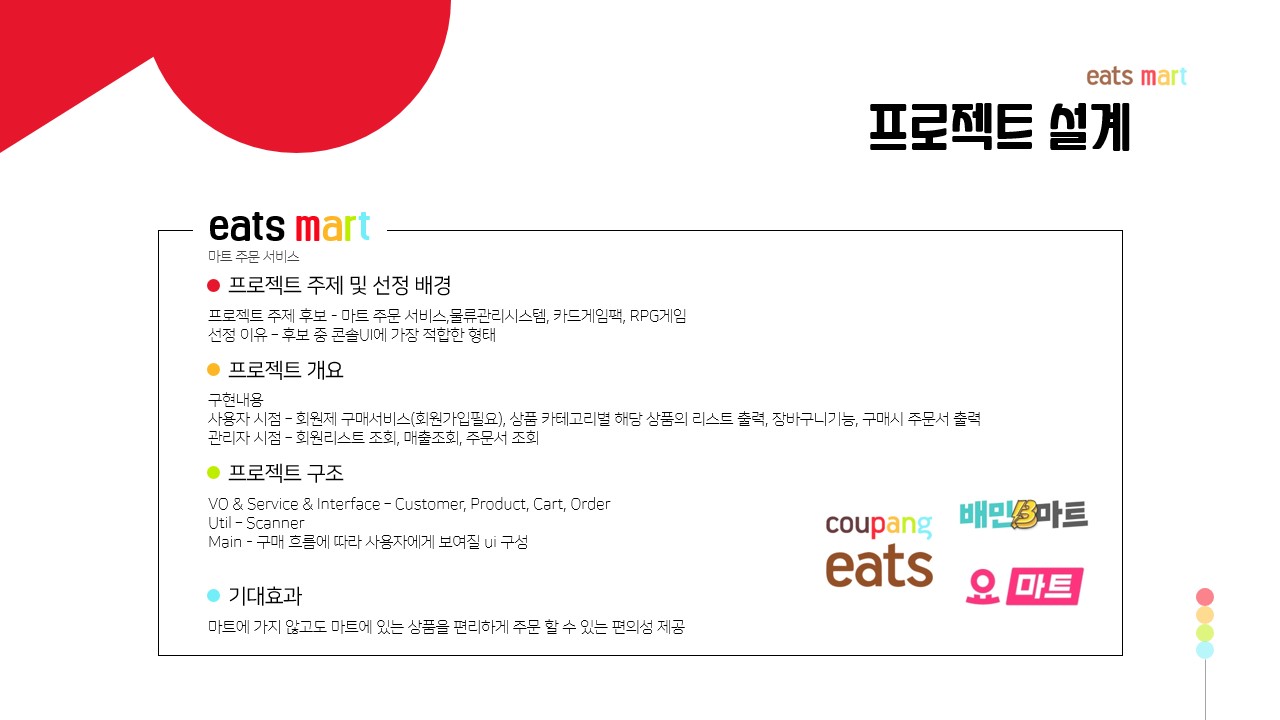 eats mart
프로젝트 설계
eats mart
마트 주문 서비스
프로젝트 주제 및 선정 배경
프로젝트 주제 후보 - 마트 주문 서비스,물류관리시스템, 카드게임팩, RPG게임
선정 이유 – 후보 중 콘솔UI에 가장 적합한 형태
프로젝트 개요
구현내용
사용자 시점 – 회원제 구매서비스(회원가입필요), 상품 카테고리별 해당 상품의 리스트 출력, 장바구니기능, 구매시 주문서 출력
관리자 시점 – 회원리스트 조회, 매출조회, 주문서 조회
프로젝트 구조
VO & Service & Interface – Customer, Product, Cart, Order
Util – Scanner
Main - 구매 흐름에 따라 사용자에게 보여질 ui 구성
coupang
eats
배민B마트
요마트
기대효과
마트에 가지 않고도 마트에 있는 상품을 편리하게 주문 할 수 있는 편의성 제공